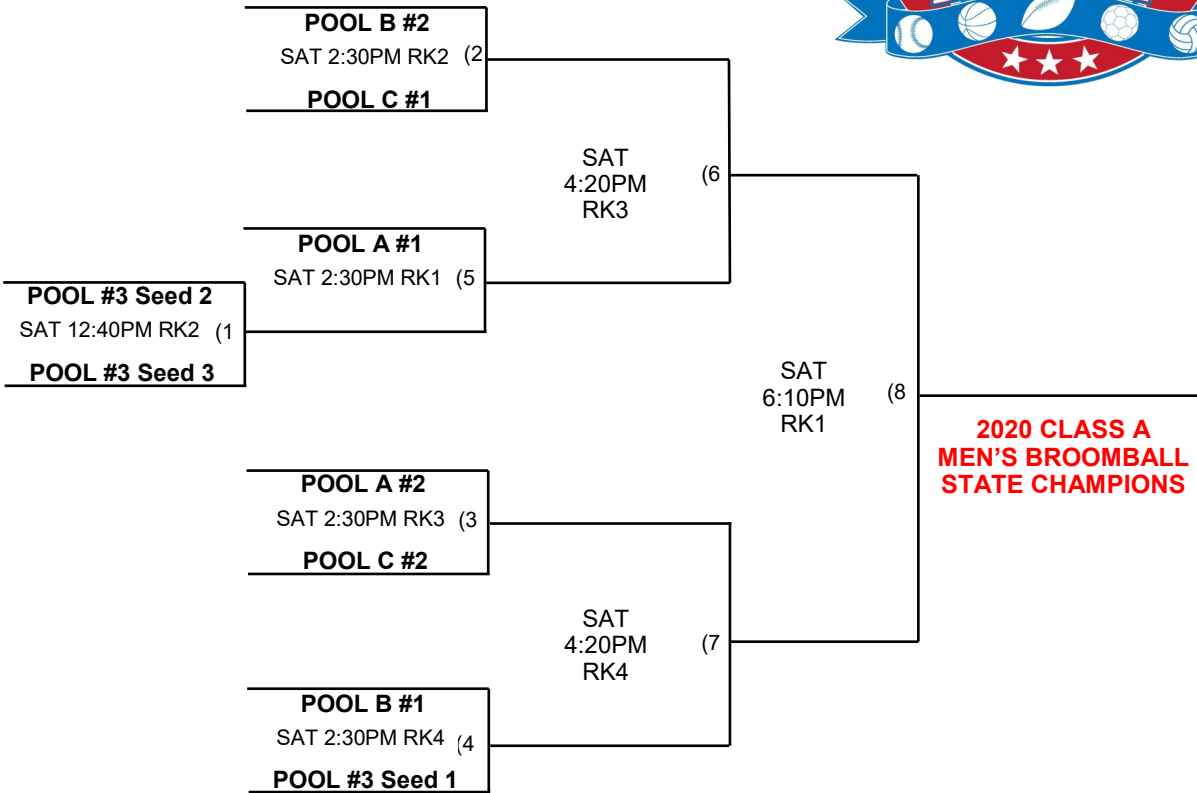 POOL B #2
SAT 2:30PM RK2 (2
POOL C #1
SAT
4:20PM
RK3
(6
POOL A #1
SAT 2:30PM RK1 (5
POOL #3 Seed 2
SAT 12:40PM RK2 (1
POOL #3 Seed 3
SAT
6:10PM
RK1
(8
2020 CLASS A
MEN'S BROOMBALL
STATE CHAMPIONS
POOL A #2
SAT 2:30PM RK3 (3
POOL C #2
SAT
4:20PM
RK4
(7
POOL B #1
SAT 2:30PM RK4 (4
POOL #3 Seed 1